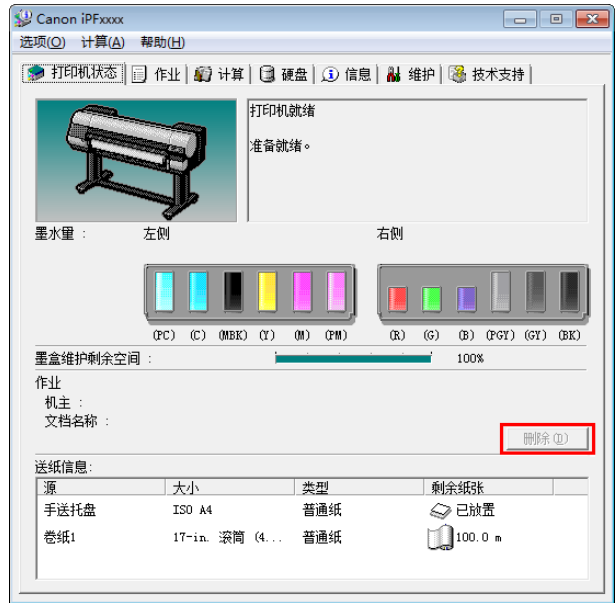 Canon iPFxxxx
选项(O) 计算(A) 帮助(H)
打印机状态 作业 计算 硬盘 信息 维护 技术支持
打印机就绪
准备就绪。
墨水量 : 左侧 右侧
(PC) (C) (MBK) (Y) (M) (PM) (R) (G) (B) (PGY) (GY) (BK)
墨盒维护剩余空间 : 100%
作业
机主 :
文档名称 :
删除(D)
送纸信息:
源 大小 类型 剩余纸张
手送托盘 ISO A4 普通纸 已放置
卷纸1 17-in. 滚筒 (4... 普通纸 100.0 m